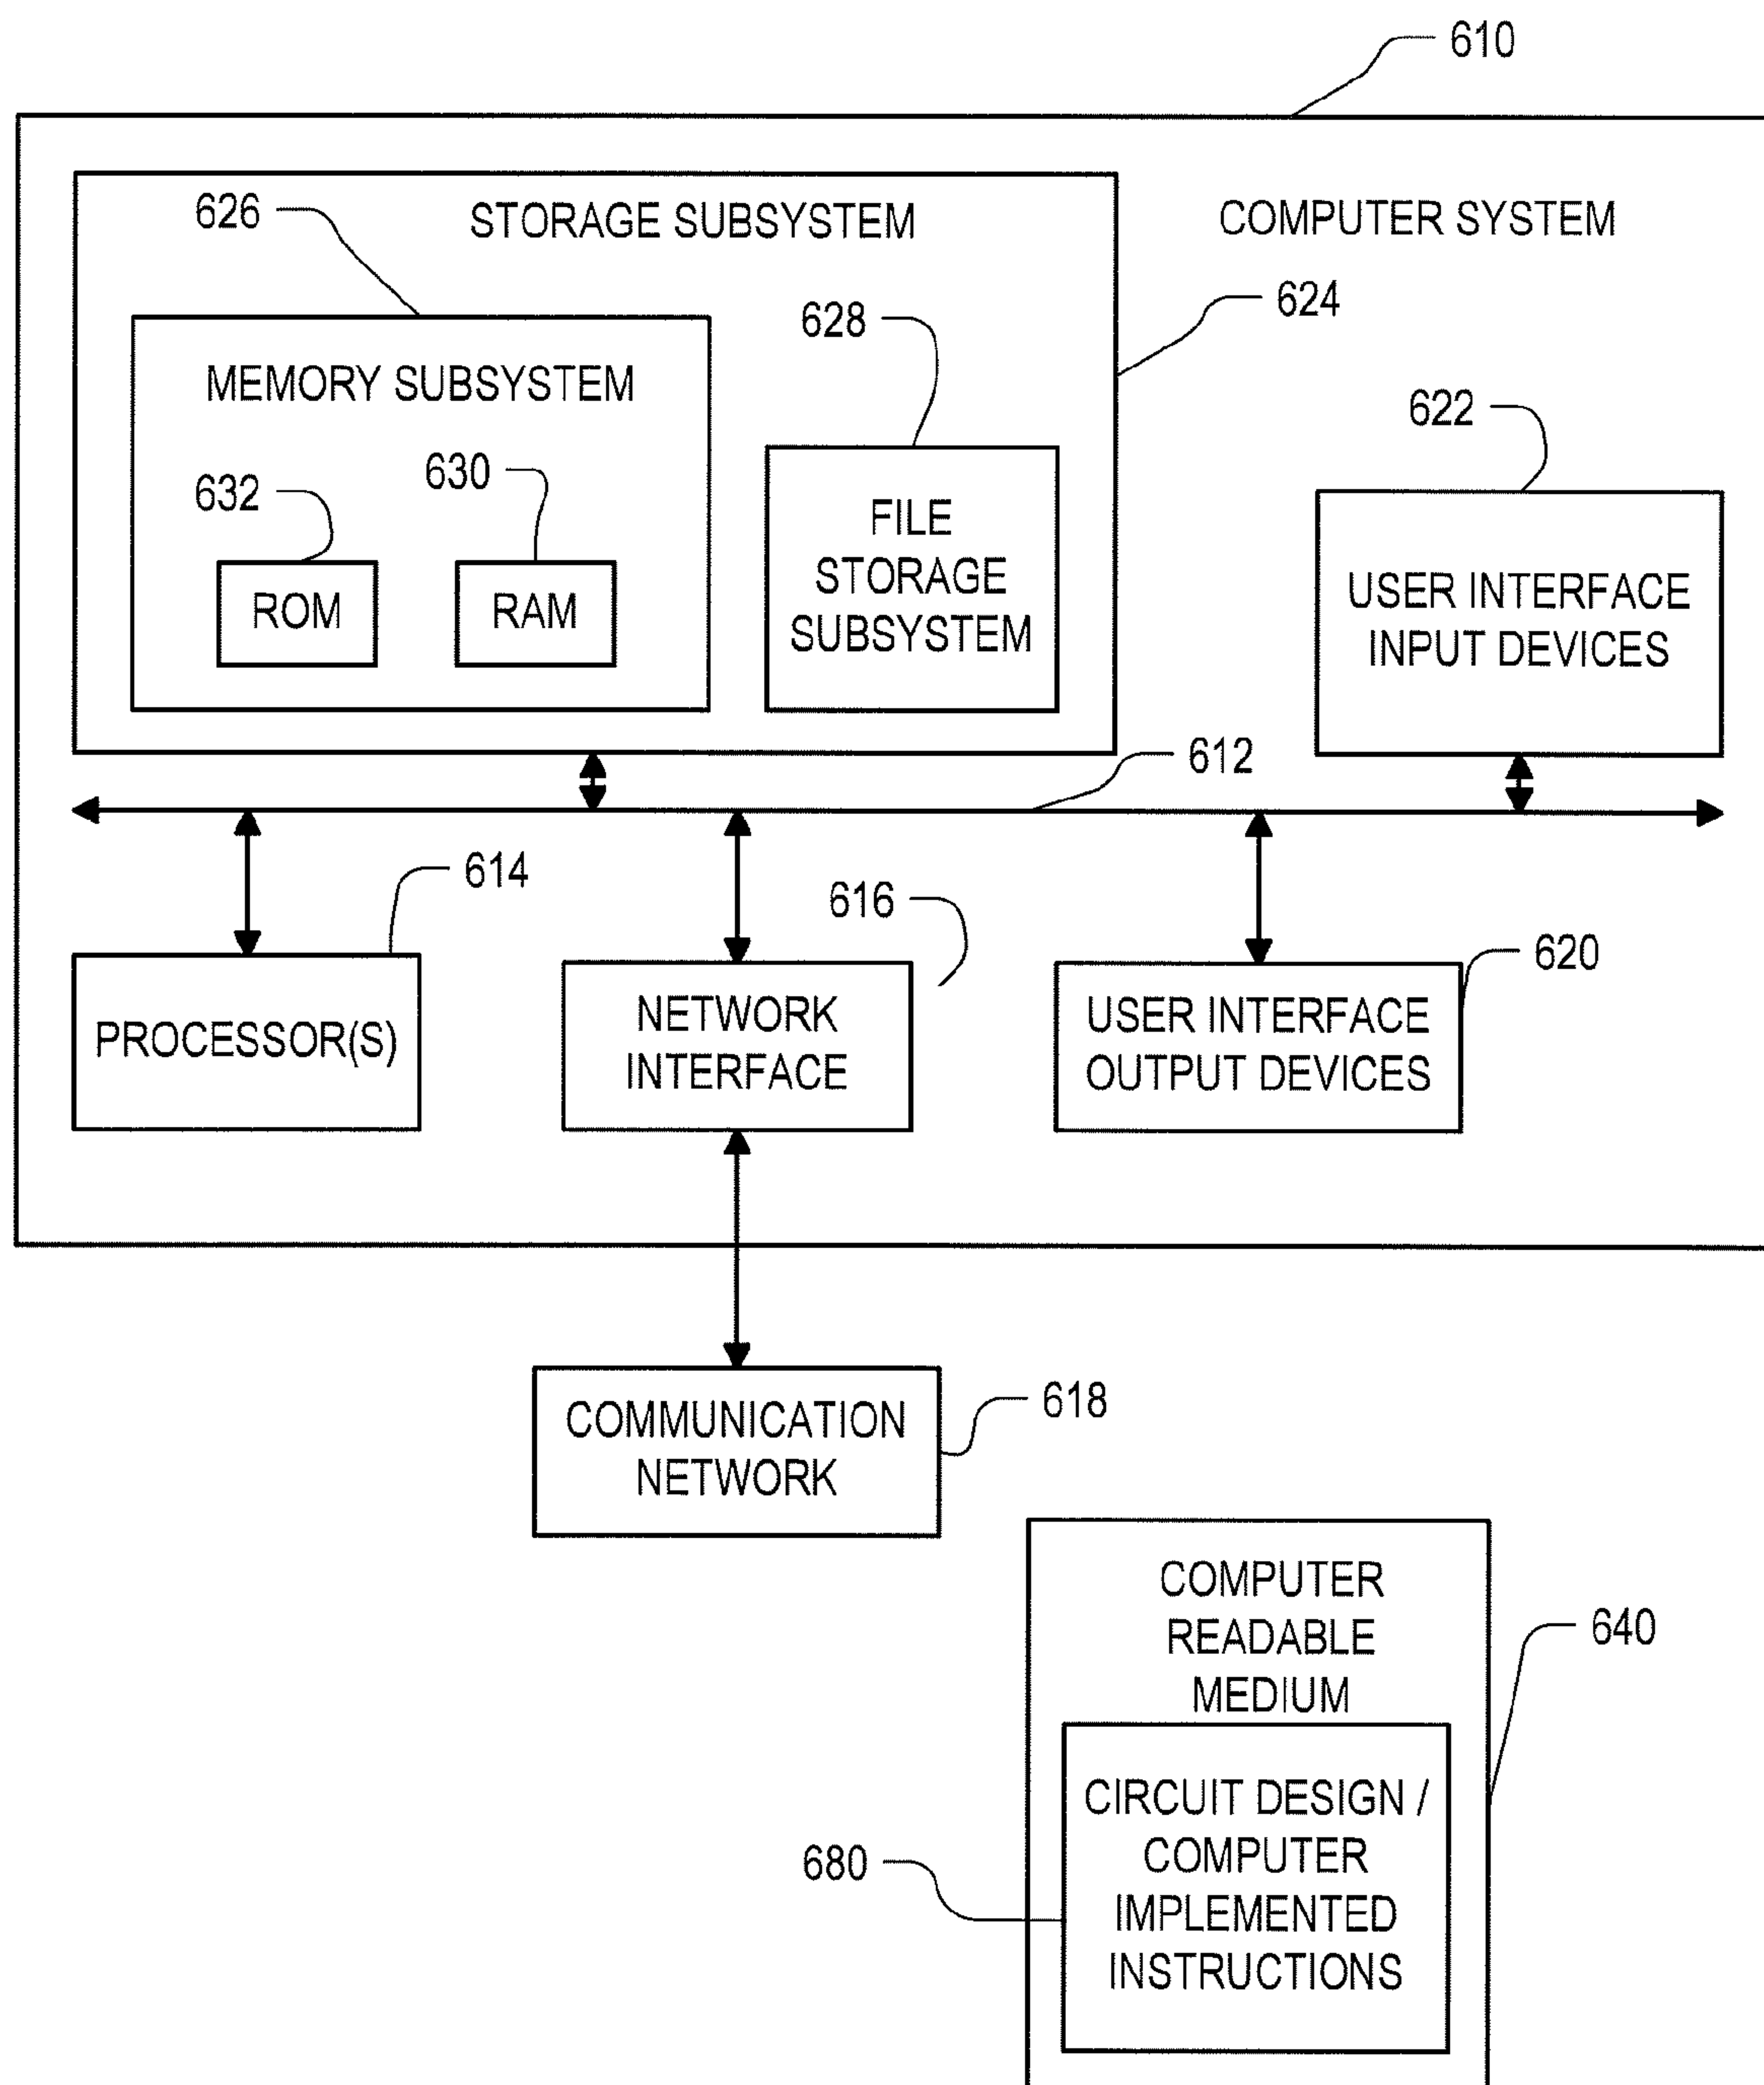 610
626
STORAGE SUBSYSTEM
COMPUTER SYSTEM
624
628
MEMORY SUBSYSTEM
622
632
630
FILE
STORAGE
SUBSYSTEM
ROM
RAM
USER INTERFACE
INPUT DEVICES
612
614
616
620
PROCESSOR(S)
NETWORK
INTERFACE
USER INTERFACE
OUTPUT DEVICES
COMMUNICATION
NETWORK
618
COMPUTER
READABLE
MEDIUM
640
CIRCUIT DESIGN /
COMPUTER
IMPLEMENTED
INSTRUCTIONS
680